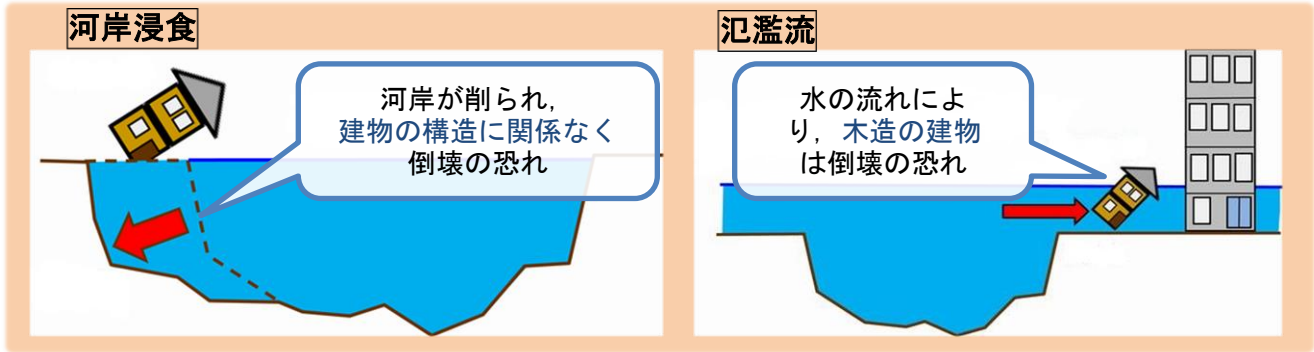 河岸浸食
河岸が削られ，
建物の構造に関係なく
倒壊の恐れ
氾濫流
水の流れによ
り，木造の建物
は倒壊の恐れ